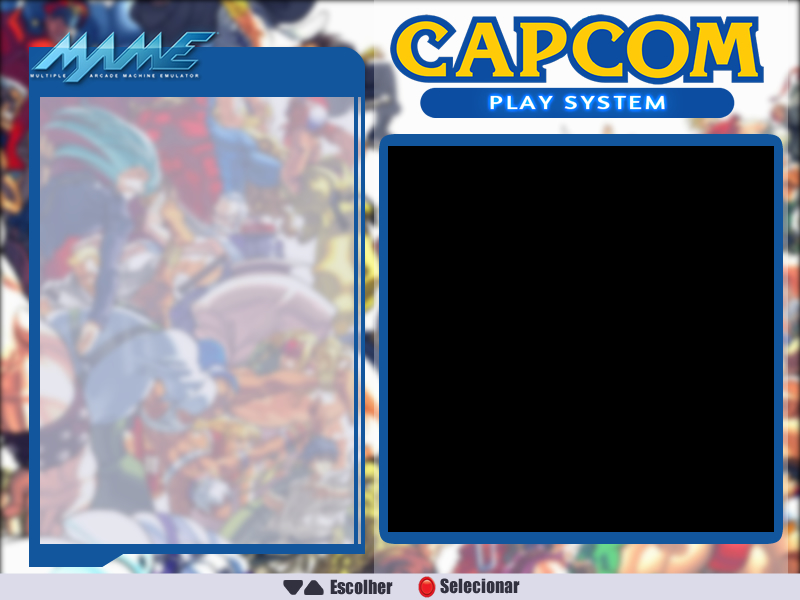 MAME
MULTIPLE ARCADE MACHINE EMULATOR
CAPCOM
PLAY SYSTEM
Escolher
Selecionar